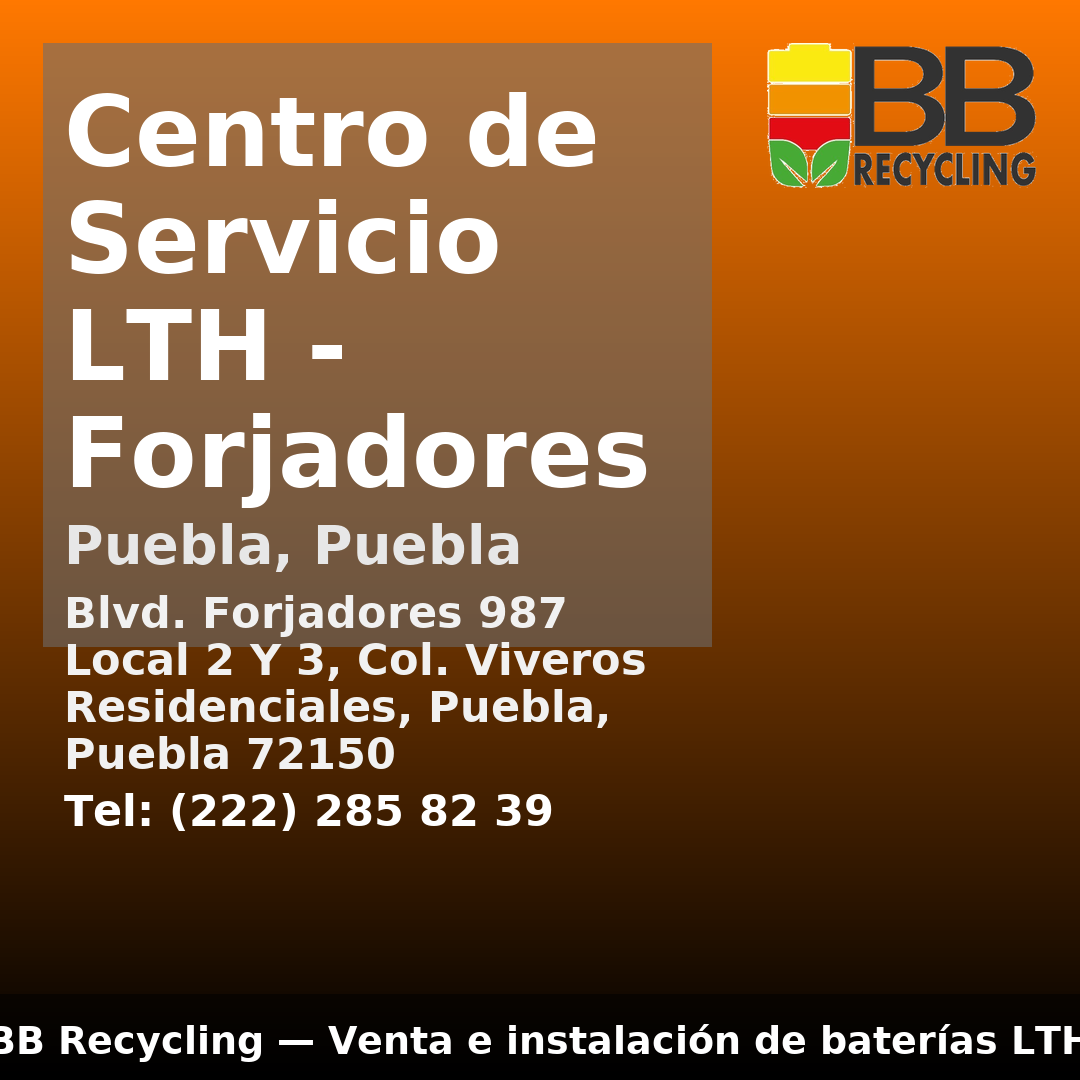 BB
RECYCLING
Centro de
Servicio
LTH -
Forjadores
Puebla, Puebla
Blvd. Forjadores 987
Local 2 Y 3, Col. Viveros
Residenciales, Puebla,
Puebla 72150
Tel: (222) 285 82 39
BB Recycling — Venta e instalación de baterías LTH